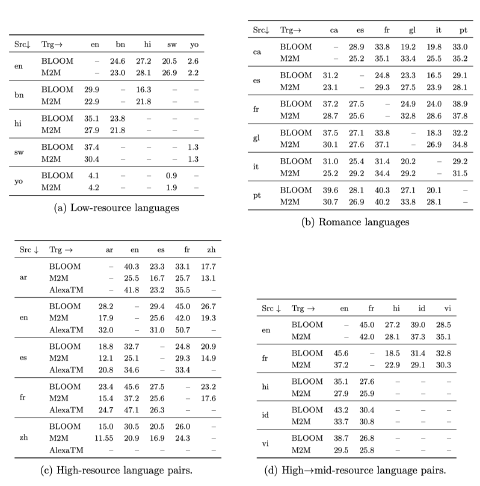 Src↓ Trg→ en bn hi sw yo
en BLOOM – 24.6 27.2 20.5 2.6
M2M – 23.0 28.1 26.9 2.2
bn BLOOM 29.9 – 16.3 – –
M2M 22.9 – 21.8 – –
hi BLOOM 35.1 23.8 – – –
M2M 27.9 21.8 – – –
sw BLOOM 37.4 – – – 1.3
M2M 30.4 – – – 1.3
yo BLOOM 4.1 – – 0.9 –
M2M 4.2 – – 1.9 –
(a) Low-resource languages
Src↓ Trg→ ca es fr gl it pt
ca BLOOM – 28.9 33.8 19.2 19.8 33.0
M2M – 25.2 35.1 33.4 25.5 35.2
es BLOOM 31.2 – 24.8 23.3 16.5 29.1
M2M 23.1 – 29.3 27.5 23.9 28.1
fr BLOOM 37.2 27.5 – 24.9 24.0 38.9
M2M 28.7 25.6 – 32.8 28.6 37.8
gl BLOOM 37.5 27.1 33.8 – 18.3 32.2
M2M 30.1 27.6 37.1 – 26.9 34.8
it BLOOM 31.0 25.4 31.4 20.2 – 29.2
M2M 25.2 29.2 34.4 29.2 – 31.5
pt BLOOM 39.6 28.1 40.3 27.1 20.1 –
M2M 30.7 26.9 40.2 33.8 28.1 –
(b) Romance languages
Src ↓ Trg → ar en es fr zh
ar BLOOM – 40.3 23.3 33.1 17.7
M2M – 25.5 16.7 25.7 13.1
AlexaTM – 41.8 23.2 35.5 –
en BLOOM 28.2 – 29.4 45.0 26.7
M2M 17.9 – 25.6 42.0 19.3
AlexaTM 32.0 – 31.0 50.7 –
es BLOOM 18.8 32.7 – 24.8 20.9
M2M 12.1 25.1 – 29.3 14.9
AlexaTM 20.8 34.6 – 33.4 –
fr BLOOM 23.4 45.6 27.5 – 23.2
M2M 15.4 37.2 25.6 – 17.6
AlexaTM 24.7 47.1 26.3 – –
zh BLOOM 15.0 30.5 20.5 26.0 –
M2M 11.55 20.9 16.9 24.3 –
AlexaTM – – – – –
(c) High-resource language pairs.
Src ↓ Trg → en fr hi id vi
en BLOOM – 45.0 27.2 39.0 28.5
M2M – 42.0 28.1 37.3 35.1
fr BLOOM 45.6 – 18.5 31.4 32.8
M2M 37.2 – 22.9 29.1 30.3
hi BLOOM 35.1 27.6 – – –
M2M 27.9 25.9 – – –
id BLOOM 43.2 30.4 – – –
M2M 33.7 30.8 – – –
vi BLOOM 38.7 26.8 – – –
M2M 29.5 25.8 – – –
(d) High→mid-resource language pairs.